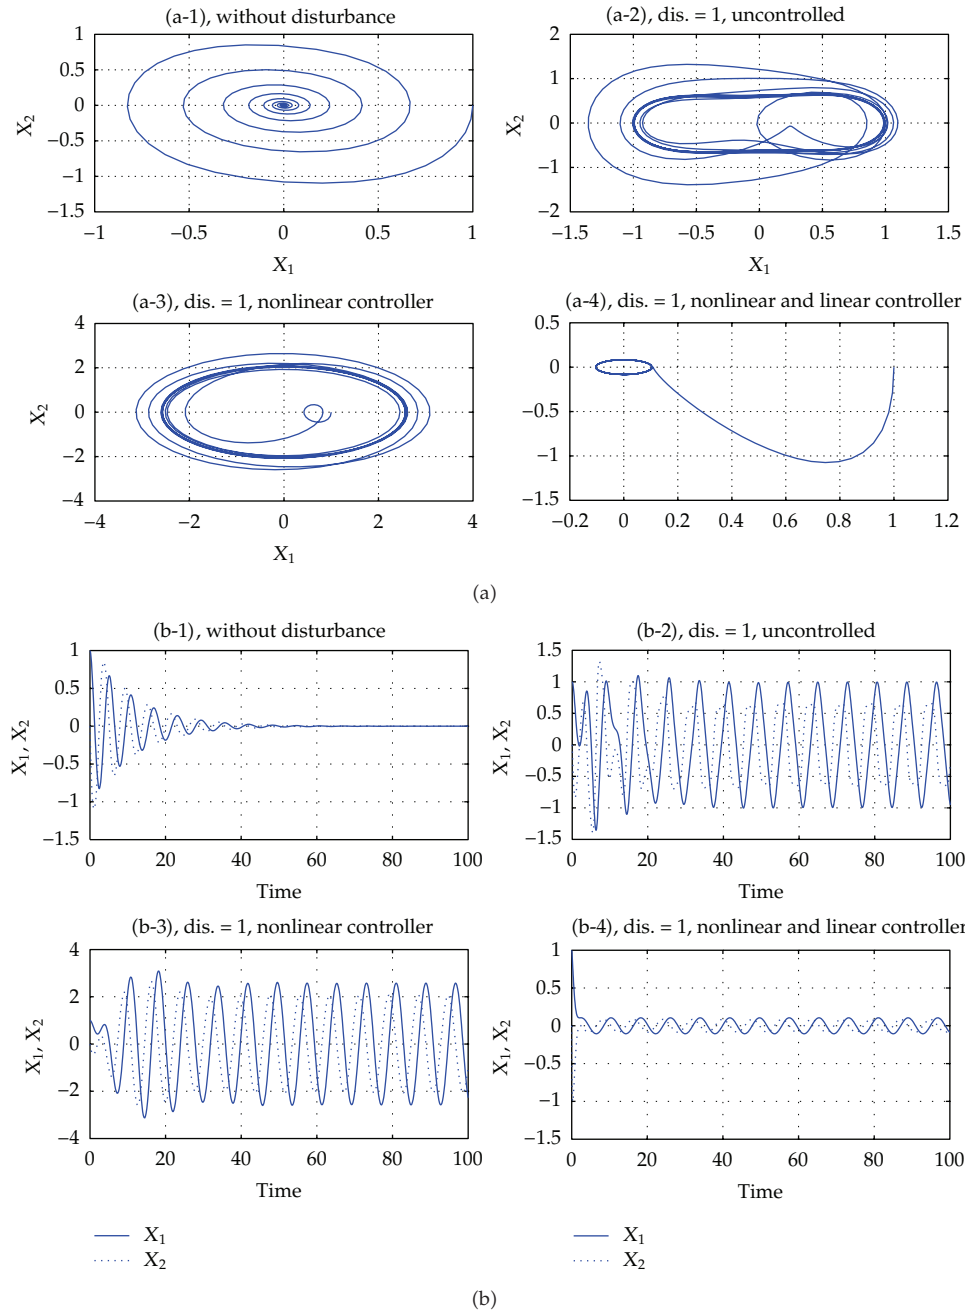 (a-1), without disturbance
1
0.5
0
−0.5
−1
−1.5
X2
−1 −0.5 0 0.5 1
X1
(a-2), dis. = 1, uncontrolled
2
1
0
−1
−2
X2
−1.5 −1 −0.5 0 0.5 1 1.5
X1
(a-3), dis. = 1, nonlinear controller
4
2
0
−2
−4
X2
−4 −2 0 2 4
X1
(a-4), dis. = 1, nonlinear and linear controller
0.5
0
−0.5
−1
−1.5
−0.2 0 0.2 0.4 0.6 0.8 1 1.2
(a)
(b-1), without disturbance
1
0.5
0
−0.5
−1
−1.5
X1, X2
0 20 40 60 80 100
Time
(b-2), dis. = 1, uncontrolled
1.5
1
0.5
0
−0.5
−1
−1.5
X1, X2
0 20 40 60 80 100
Time
(b-3), dis. = 1, nonlinear controller
4
2
0
−2
−4
X1, X2
0 20 40 60 80 100
Time
X1
X2
(b-4), dis. = 1, nonlinear and linear controller
1
0.5
0
−0.5
−1
−1.5
X1, X2
0 20 40 60 80 100
Time
X1
X2
(b)